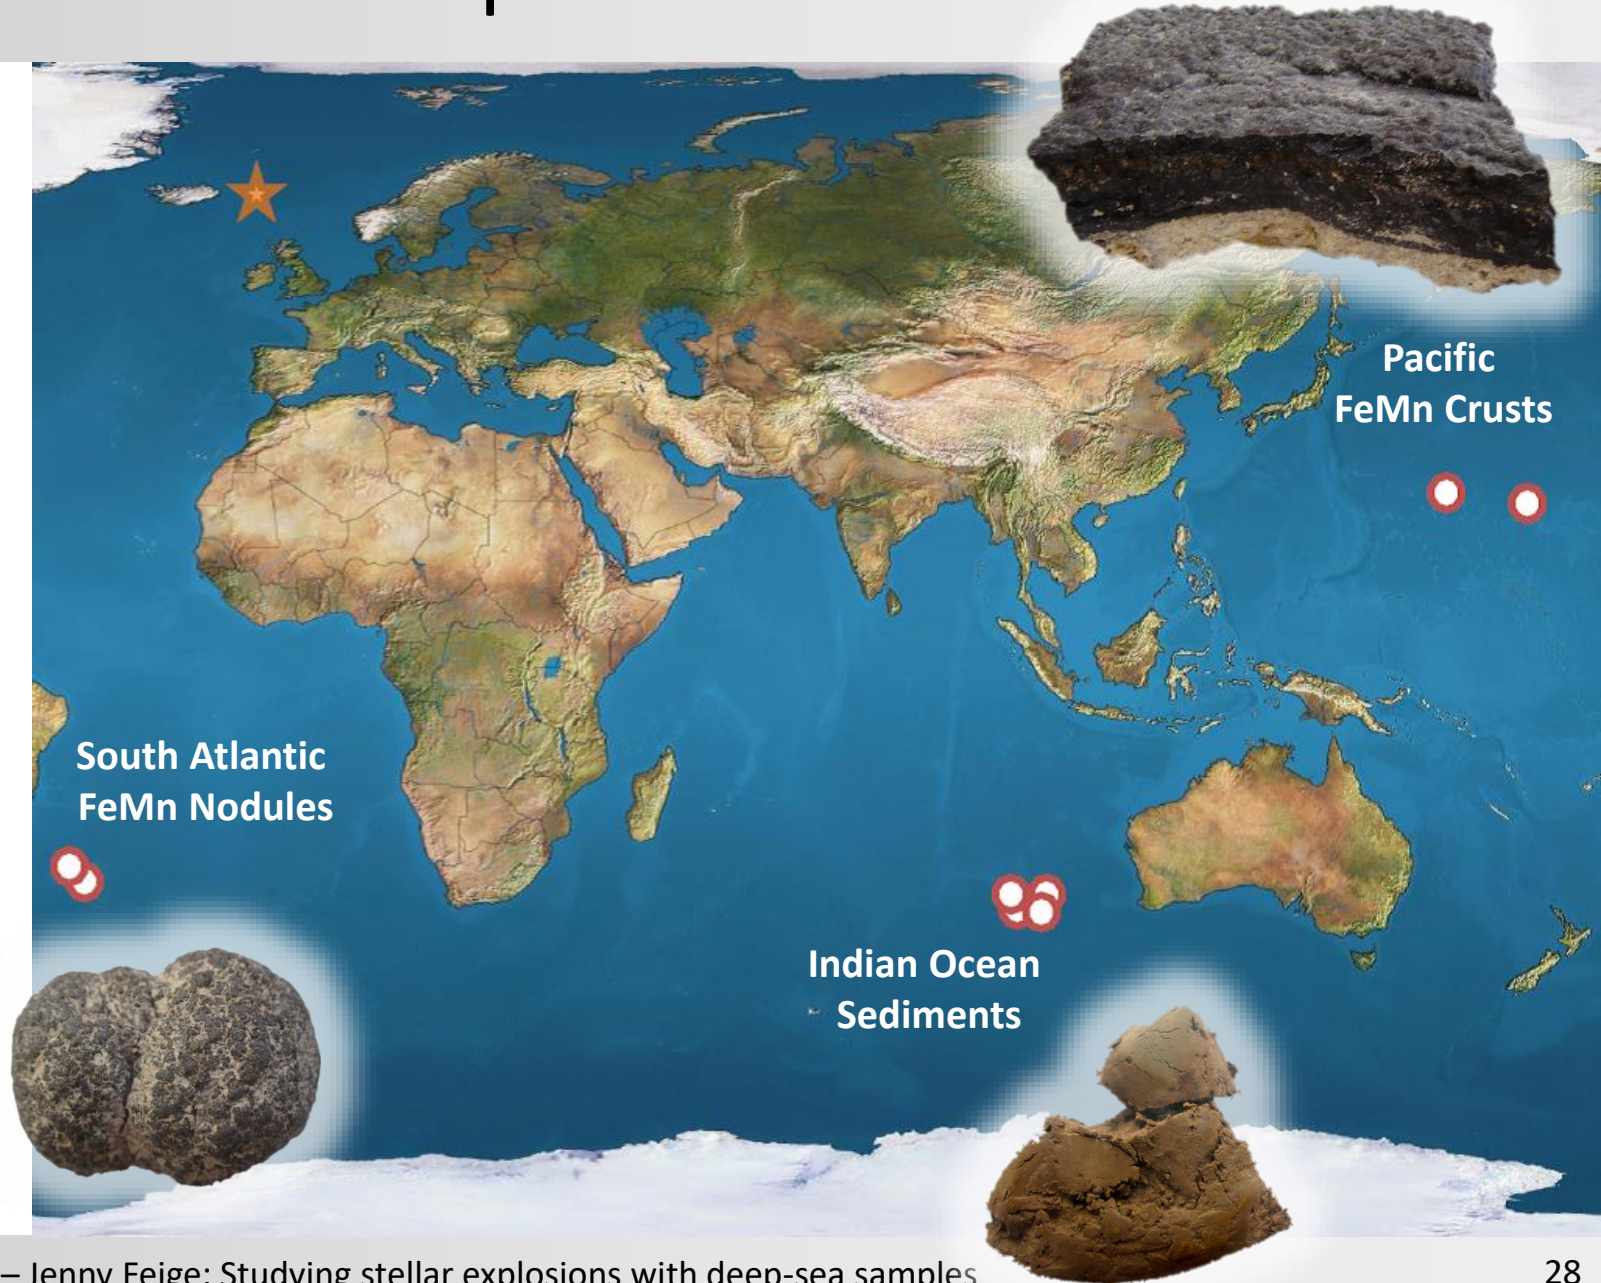 Pacific
FeMn Crusts
South Atlantic
FeMn Nodules
Indian Ocean
Sediments
– Jenny Feige: Studying stellar explosions with deep-sea samples
28